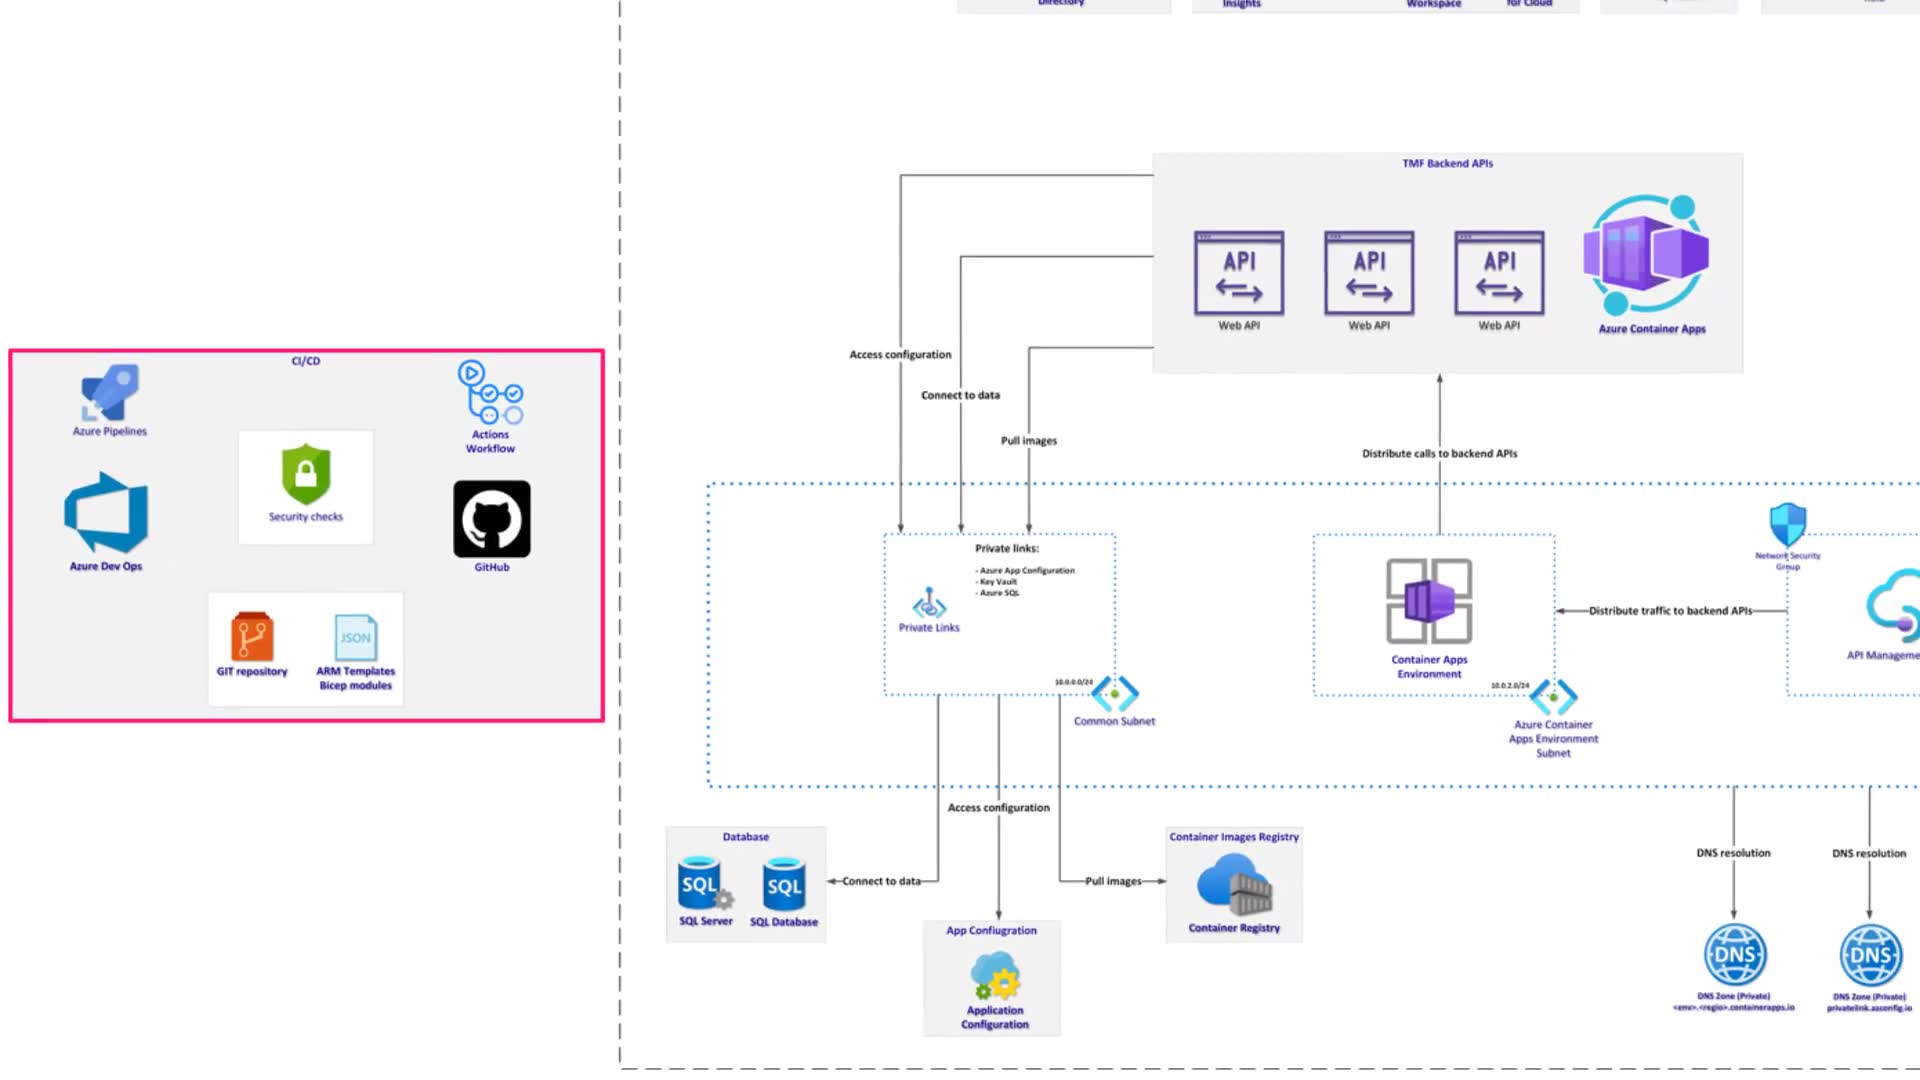 Directory
Insights
Workspace
for Cloud
TMF Backend APIs
API
Web API
API
Web API
API
Web API
Azure Container Apps
Access configuration
Connect to data
Pull images
Distribute calls to backend APIs
CI/CD
Azure Pipelines
Actions
Workflow
Security checks
Azure Dev Ops
GitHub
GIT repository
JSON
ARM Templates
Bicep modules
Private links:
- Azure App Configuration
- Key Vault
- Azure SQL
Private Links
10.0.0.0/24
Common Subnet
Container Apps
Environment
10.0.2.0/24
Azure Container
Apps Environment
Subnet
Network Security
Group
Distribute traffic to backend APIs
API Manageme
Database
SQL
SQL Server
SQL
SQL Database
Connect to data
Access configuration
Pull images
App Confiugration
Application
Configuration
Container Images Registry
Container Registry
DNS resolution
DNS resolution
DNS
DNS Zone (Private)
<env>.<regio>.containerapps.io
DNS
DNS Zone (Private)
privatelink.azconfig.io